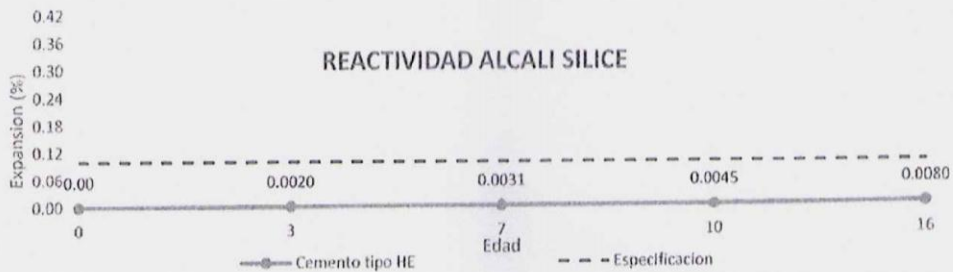 REACTIVIDAD ALCALI SILICE
Expansion (%)
0.42
0.36
0.30
0.24
0.18
0.12
0.06
0.00
0.00 0.0020 0.0031 0.0045 0.0080
0 3 7 10 16
Edad
Cemento tipo HE Especificacion